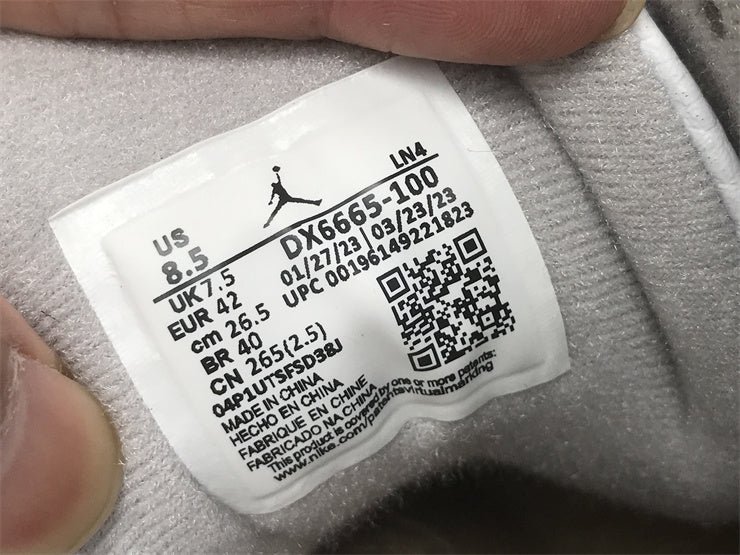 LN4
US
8.5
DX6665-100
UK 7.5
01/27/23 03/23/23
EUR 42
UPC 00196149221823
cm 26.5
BR 40
CN 265(2.5)
04P1UTSFSD38J
MADE IN CHINA
HECHO EN CHINA
FABRIQUE EN CHINE
FABRICADO NA CHINA
This product is covered by one or more patents:
www.nike.com/patentsvirtualmarking